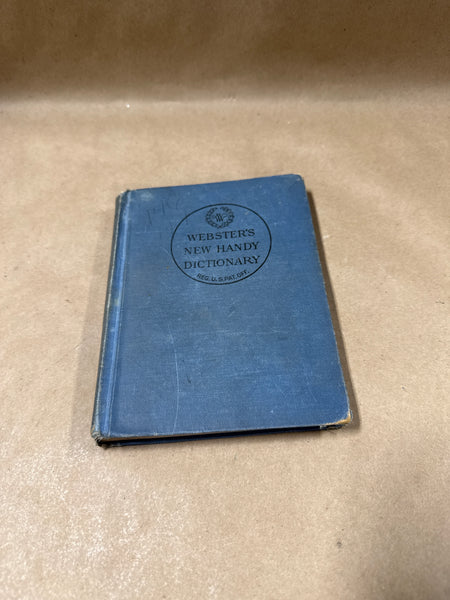 WEBSTER'S
NEW HANDY
DICTIONARY
REG. U. S. PAT. OFF.